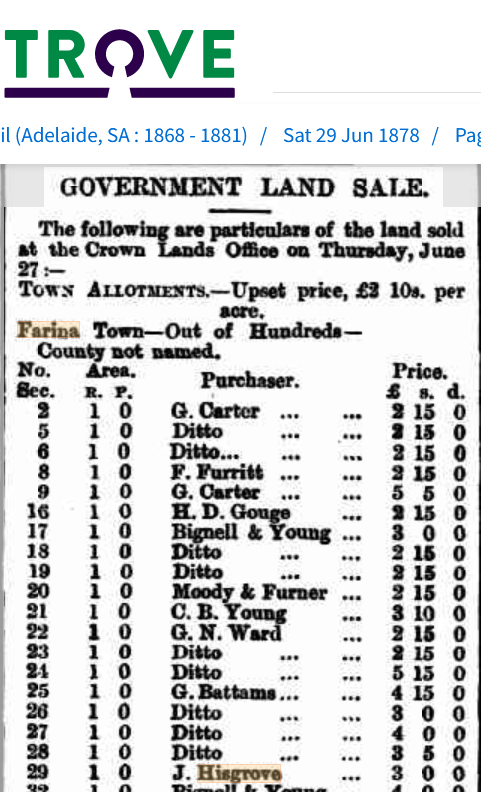 TROVE
il (Adelaide, SA : 1868 - 1881) / Sat 29 Jun 1878 / Pag
GOVERNMENT LAND SALE.
The following are particulars of the land sold
at the Crown Lands Office on Thursday, June
27 :—
TOWN ALLOTMENTS.—Upset price, £2 10s. per
acre.
Farina Town—Out of Hundreds—
County not named.
No. Area. Purchaser. Price.
Sec. R. P. £ s. d.
2 1 0 G. Carter ... ... 2 15 0
5 1 0 Ditto ... ... 2 15 0
6 1 0 Ditto... ... ... 2 15 0
8 1 0 F. Furritt ... ... 2 15 0
9 1 0 G. Carter ... ... 5 5 0
16 1 0 H. D. Gouge ... 2 15 0
17 1 0 Bignell & Young ... 3 0 0
18 1 0 Ditto ... ... 2 15 0
19 1 0 Ditto ... ... 2 15 0
20 1 0 Moody & Furner ... 2 15 0
21 1 0 C. B. Young ... 3 10 0
22 1 0 G. N. Ward ... 2 15 0
23 1 0 Ditto ... ... 2 15 0
24 1 0 Ditto ... ... 5 15 0
25 1 0 G. Battams ... ... 4 15 0
26 1 0 Ditto ... ... 3 0 0
27 1 0 Ditto ... ... 4 0 0
28 1 0 Ditto ... ... 3 5 0
29 1 0 J. Hisgrove ... 3 0 0
32 1 0 Bignell & Young ... 4 0 0